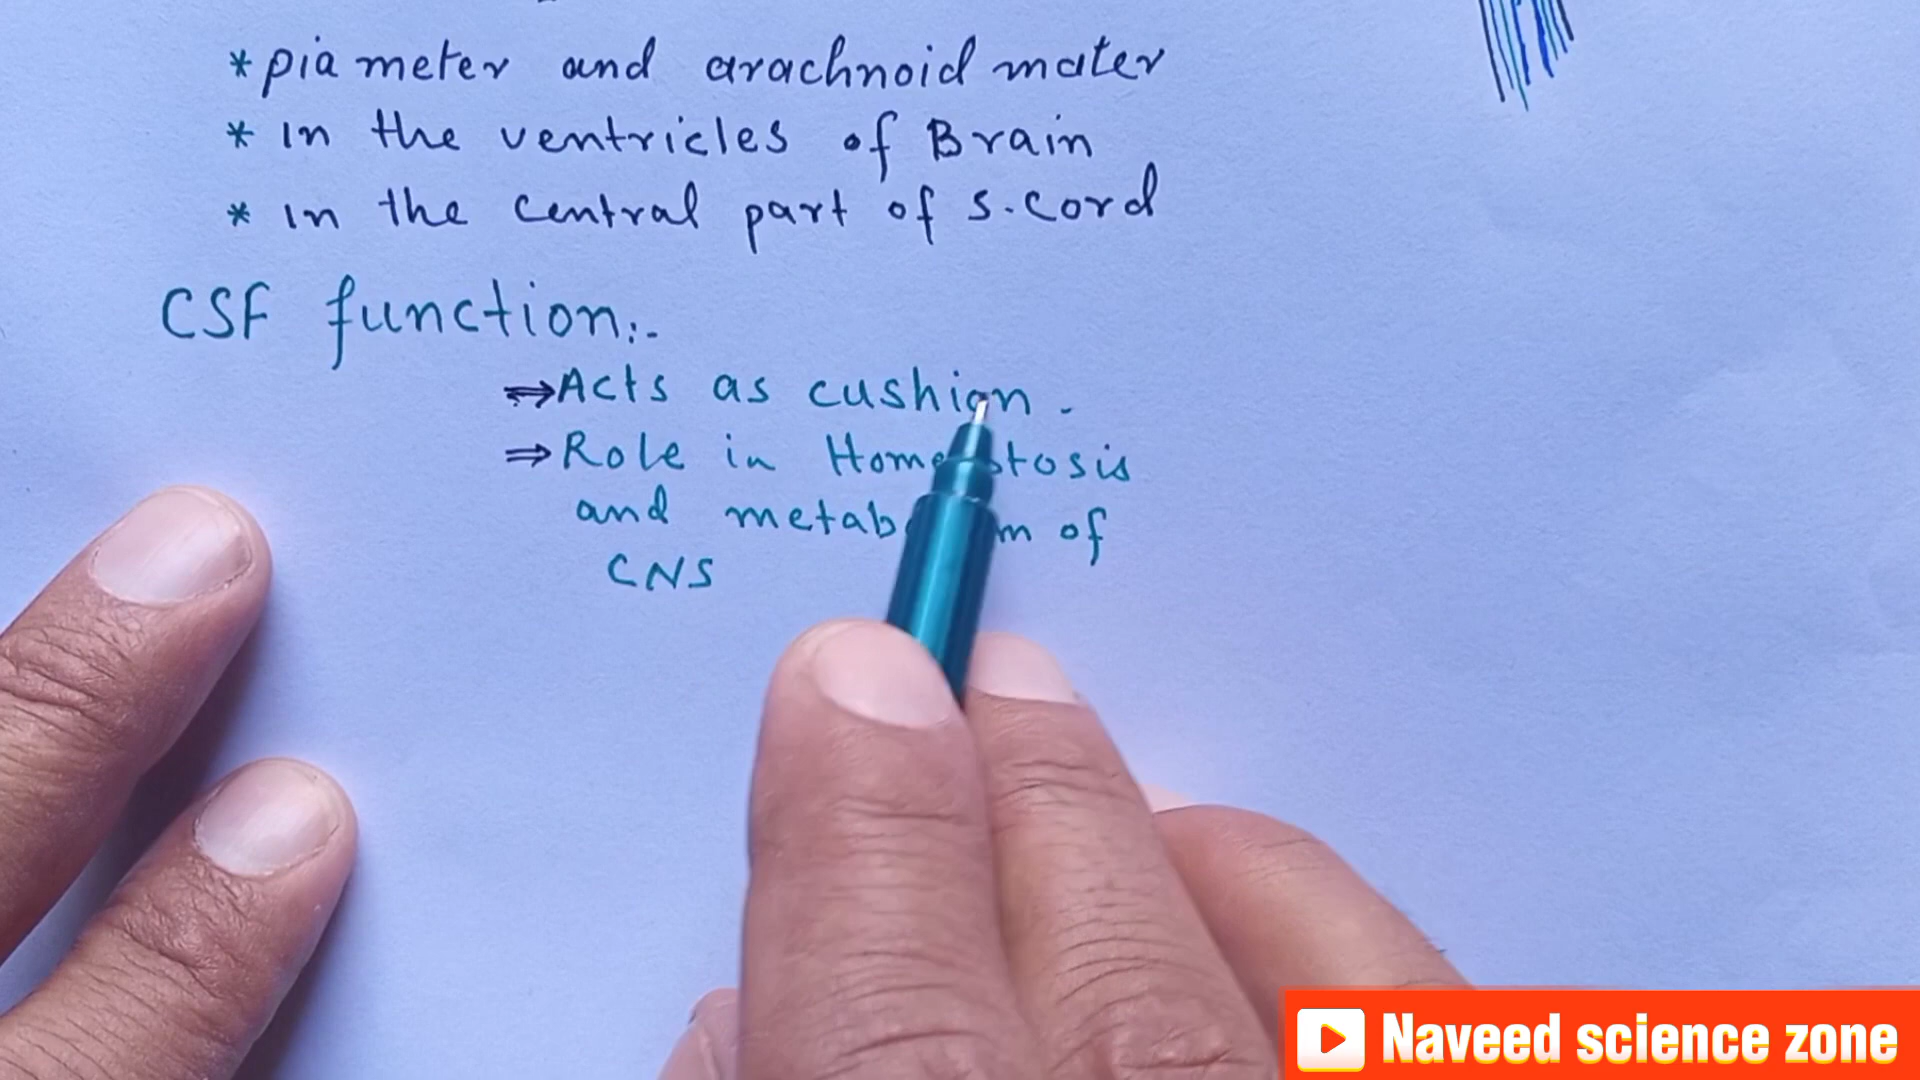 * pia meter and arachnoid mater
* in the ventricles of Brain
* in the central part of s.cord
CSF function:-
⇒ Acts as cushion -
⇒ Role in
and of
CNS
Naveed science zone